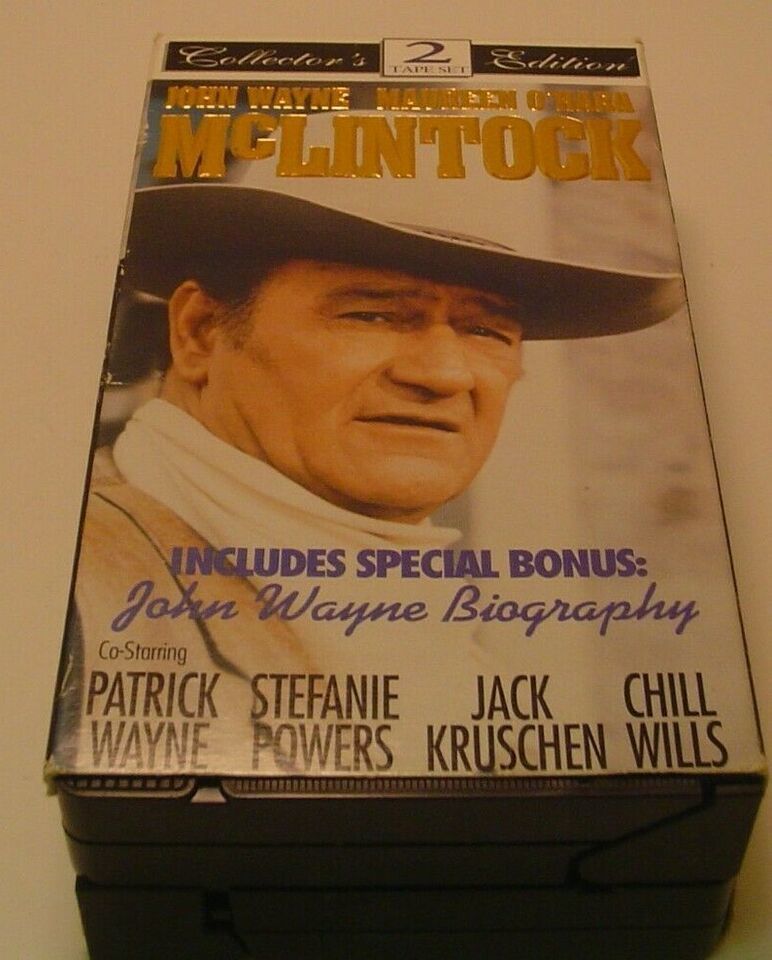 Collector's 2 Edition
TAPE SET
JOHN WAYNE MAUREEN O'HARA
McLINTOCK
INCLUDES SPECIAL BONUS:
John Wayne Biography
Co-Starring
PATRICK STEFANIE JACK CHILL
WAYNE POWERS KRUSCHEN WILLS